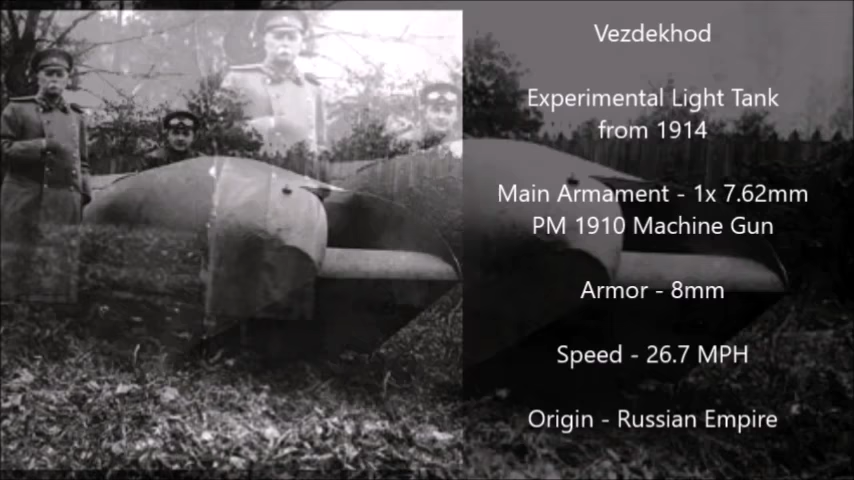 Vezdekhod
Experimental Light Tank
from 1914
Main Armament - 1x 7.62mm
PM 1910 Machine Gun
Armor - 8mm
Speed - 26.7 MPH
Origin - Russian Empire